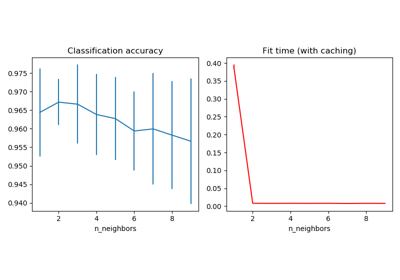 Classification accuracy
0.975
0.970
0.965
0.960
0.955
0.950
0.945
0.940
2 4 6 8
n_neighbors
Fit time (with caching)
0.40
0.35
0.30
0.25
0.20
0.15
0.10
0.05
0.00
2 4 6 8
n_neighbors